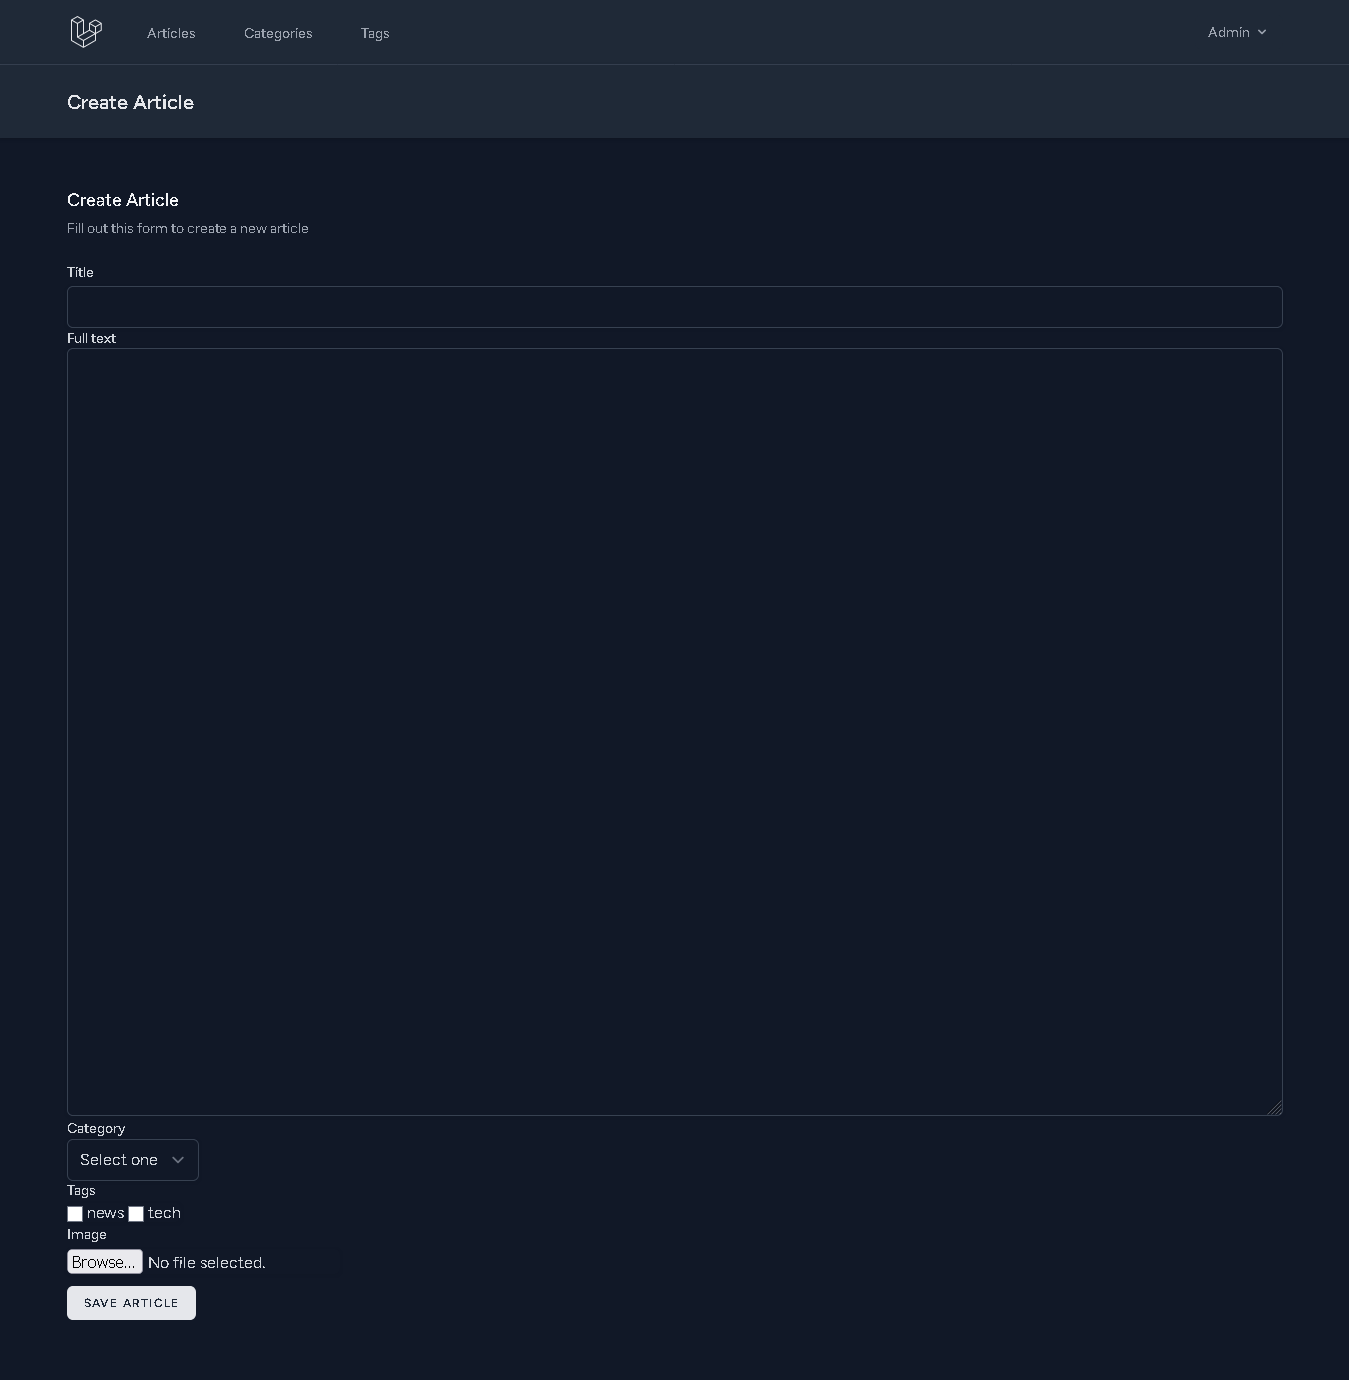 Articles Categories Tags Admin
Create Article
Create Article
Fill out this form to create a new article
Title
Full text
Category
Select one
Tags
news tech
Image
Browse... No file selected.
SAVE ARTICLE